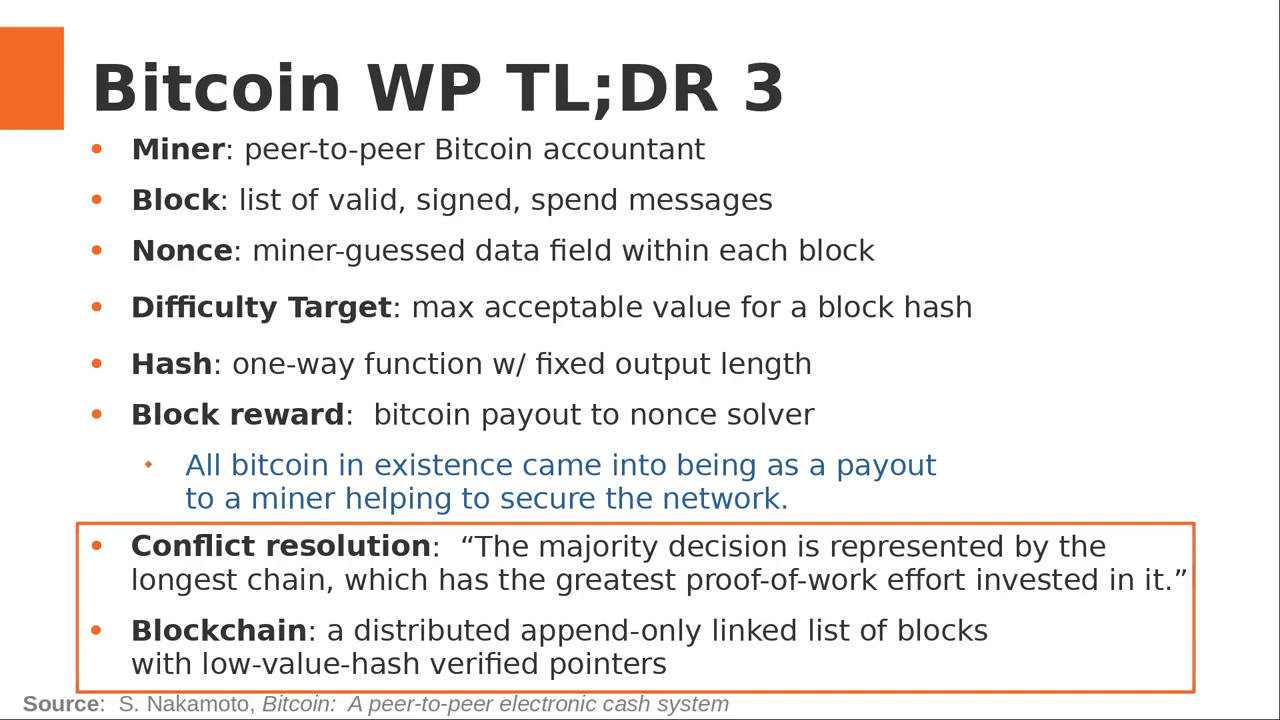 Bitcoin WP TL;DR 3
• Miner: peer-to-peer Bitcoin accountant
• Block: list of valid, signed, spend messages
• Nonce: miner-guessed data field within each block
• Difficulty Target: max acceptable value for a block hash
• Hash: one-way function w/ fixed output length
• Block reward:  bitcoin payout to nonce solver
⬩ All bitcoin in existence came into being as a payout
to a miner helping to secure the network.
• Conflict resolution:  “The majority decision is represented by the
longest chain, which has the greatest proof-of-work effort invested in it.”
• Blockchain: a distributed append-only linked list of blocks
with low-value-hash verified pointers
Source:  S. Nakamoto, Bitcoin:  A peer-to-peer electronic cash system